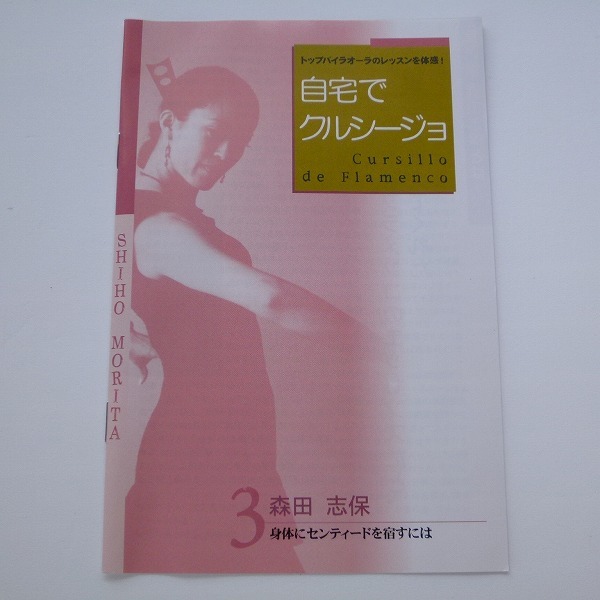 トップバイラオーラのレッスンを体感！
自宅で
クルシージョ
Cursillo
de Flamenco
SHIHO MORITA
3 森田 志保
身体にセンティードを宿すには